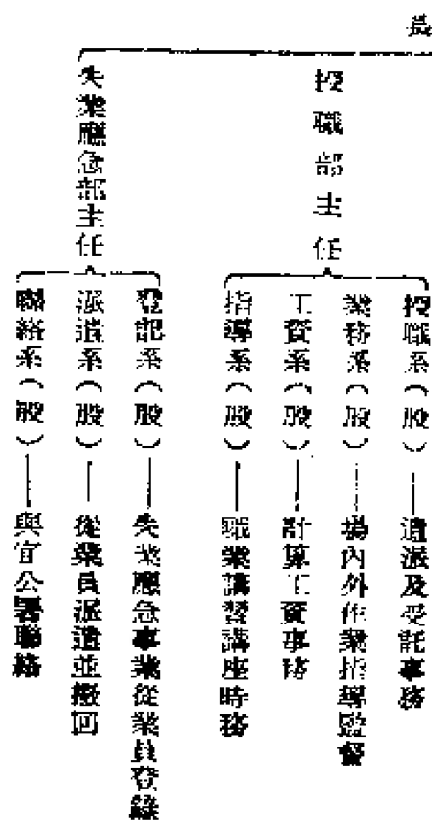 長
授職部主任
授職系（股）——遣派及受託事務
業務系（股）——場內外作業指導監督
工資系（股）——計算工資事務
指導系（股）——職業講習講座時務
失業應急部主任
登記系（股）——失業應急事業從業員登錄
派遣系（股）——從業員派遣並撤回
聯絡系（股）——與官公署聯絡